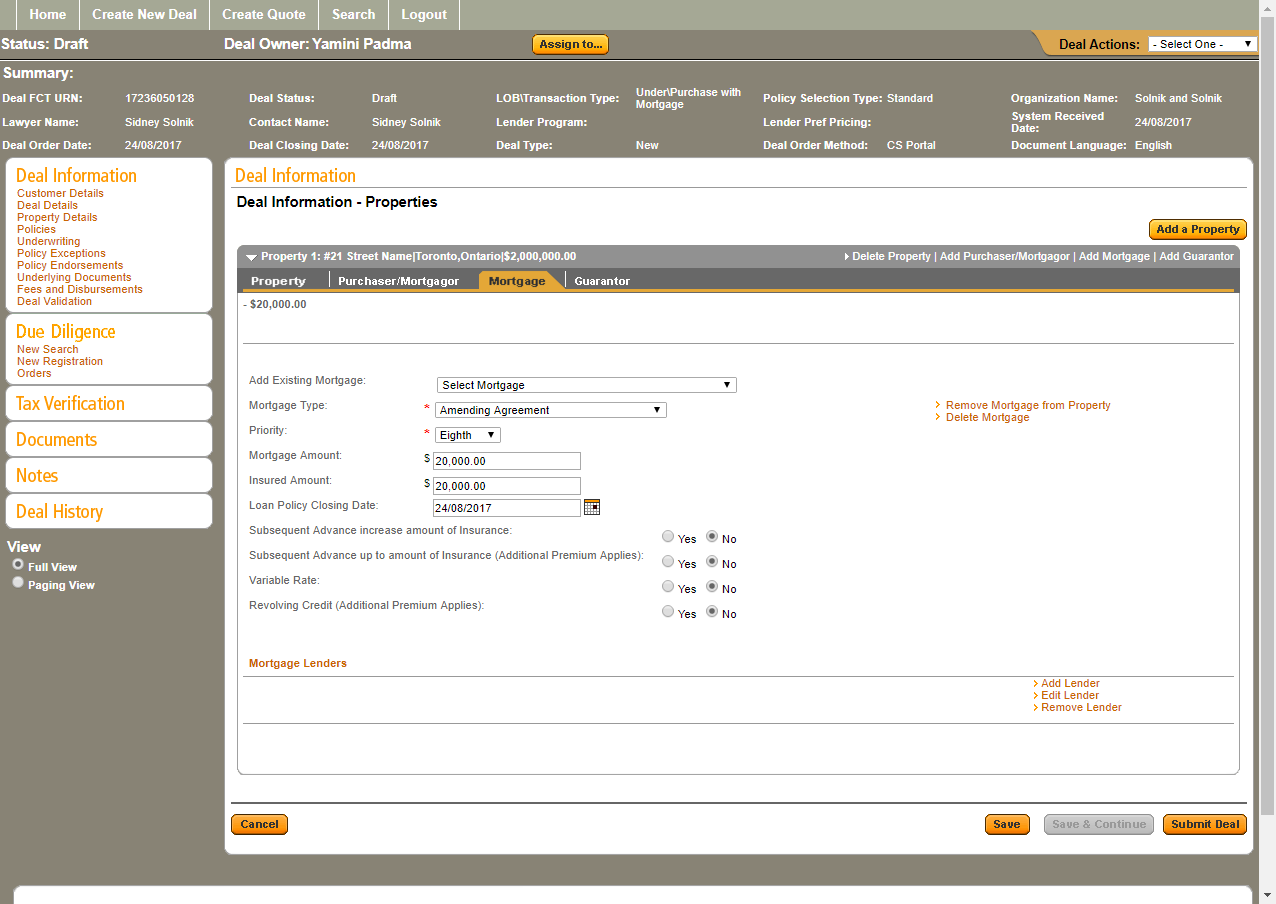 Home Create New Deal Create Quote Search Logout
Status: Draft Deal Owner: Yamini Padma Assign to... Deal Actions: - Select One -
Summary:
Deal FCT URN: 17236050128 Deal Status: Draft LOB\Transaction Type: Under\Purchase with Mortgage Policy Selection Type: Standard Organization Name: Solnik and Solnik
Lawyer Name: Sidney Solnik Contact Name: Sidney Solnik Lender Program: Lender Pref Pricing: System Received Date: 24/08/2017
Deal Order Date: 24/08/2017 Deal Closing Date: 24/08/2017 Deal Type: New Deal Order Method: CS Portal Document Language: English
Deal Information
Customer Details
Deal Details
Property Details
Policies
Underwriting
Policy Exceptions
Policy Endorsements
Underlying Documents
Fees and Disbursements
Deal Validation
Due Diligence
New Search
New Registration
Orders
Tax Verification
Documents
Notes
Deal History
View
Full View
Paging View
Deal Information
Deal Information - Properties
Add a Property
Property 1: #21 Street Name|Toronto,Ontario|$2,000,000.00 Delete Property | Add Purchaser/Mortgagor | Add Mortgage | Add Guarantor
Property Purchaser/Mortgagor Mortgage Guarantor
- $20,000.00
Add Existing Mortgage: Select Mortgage
Mortgage Type: * Amending Agreement Remove Mortgage from Property
Delete Mortgage
Priority: * Eighth
Mortgage Amount: $ 20,000.00
Insured Amount: $ 20,000.00
Loan Policy Closing Date: 24/08/2017
Subsequent Advance increase amount of Insurance: Yes No
Subsequent Advance up to amount of Insurance (Additional Premium Applies): Yes No
Variable Rate: Yes No
Revolving Credit (Additional Premium Applies): Yes No
Mortgage Lenders
Add Lender
Edit Lender
Remove Lender
Cancel Save Save & Continue Submit Deal